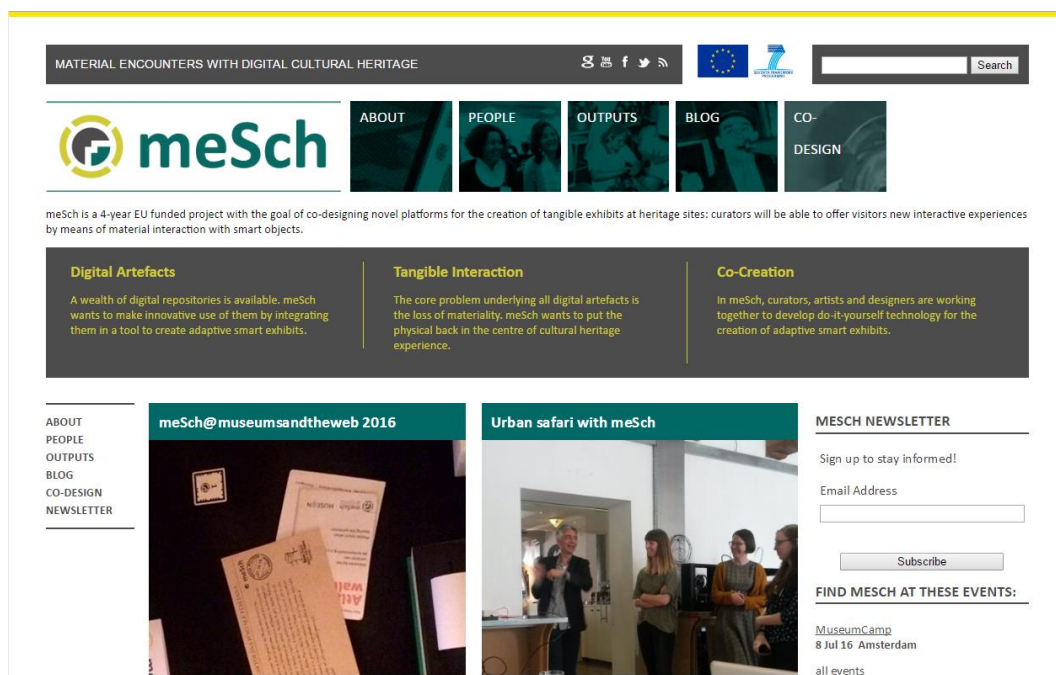 MATERIAL ENCOUNTERS WITH DIGITAL CULTURAL HERITAGE
Search
meSch
ABOUT
PEOPLE
OUTPUTS
BLOG
CO-
DESIGN
meSch is a 4-year EU funded project with the goal of co-designing novel platforms for the creation of tangible exhibits at heritage sites: curators will be able to offer visitors new interactive experiences
by means of material interaction with smart objects.
Digital Artefacts
A wealth of digital repositories is available. meSch
wants to make innovative use of them by integrating
them in a tool to create adaptive smart exhibits.
Tangible Interaction
The core problem underlying all digital artefacts is
the loss of materiality. meSch wants to put the
physical back in the centre of cultural heritage
experience.
Co-Creation
In meSch, curators, artists and designers are working
together to develop do-it-yourself technology for the
creation of adaptive smart exhibits.
ABOUT
PEOPLE
OUTPUTS
BLOG
CO-DESIGN
NEWSLETTER
meSch@museumsandtheweb 2016
meSch
MUSEUM
Urban safari with meSch
MESCH NEWSLETTER
Sign up to stay informed!
Email Address
Subscribe
FIND MESCH AT THESE EVENTS:
MuseumCamp
8 Jul 16 Amsterdam
all events